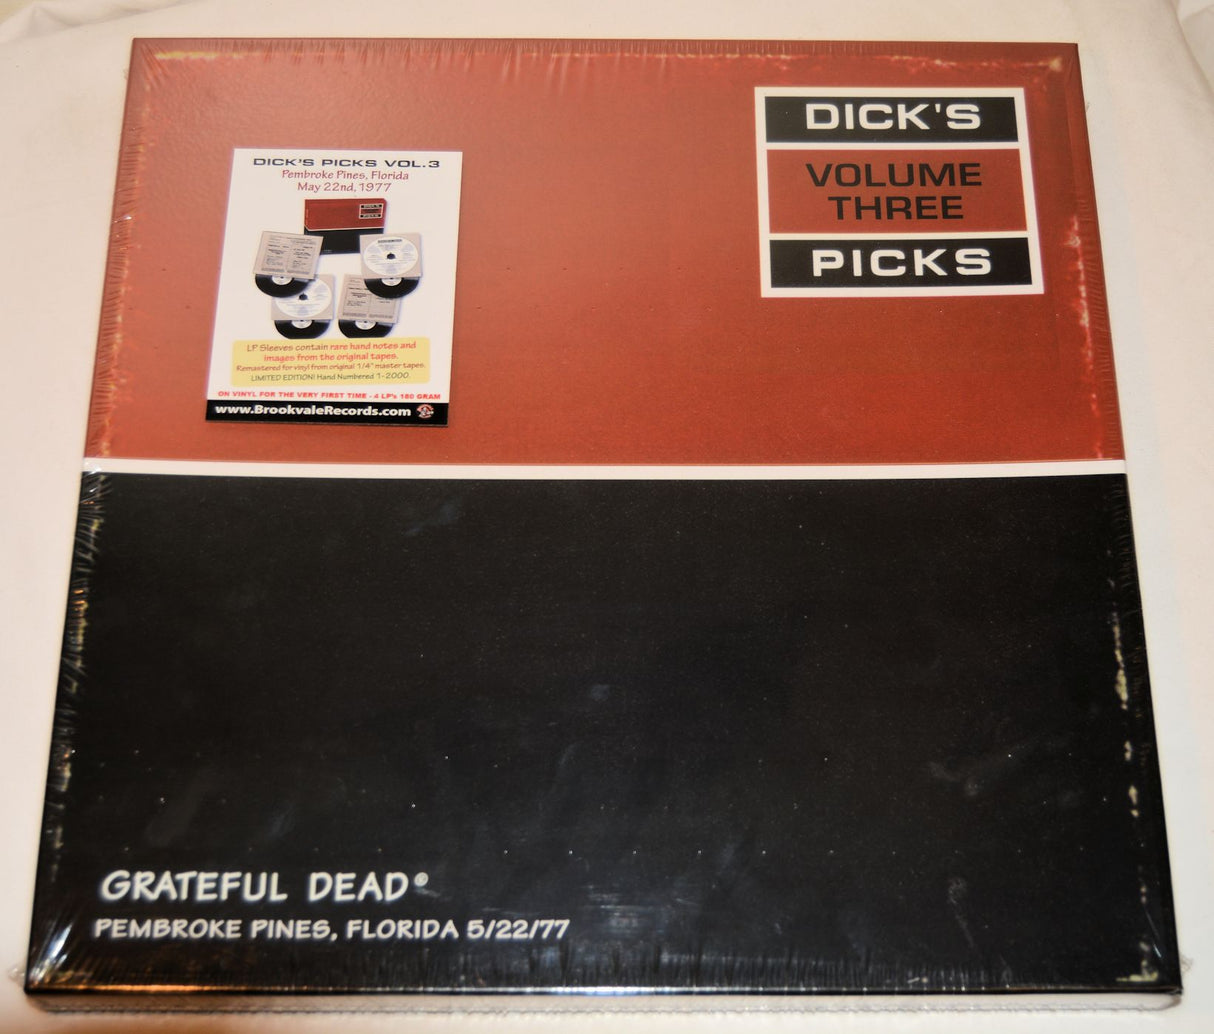 DICK'S
VOLUME
THREE
PICKS
DICK'S PICKS VOL.3
Pembroke Pines, Florida
May 22nd, 1977
LP Sleeves contain rare hand notes and
images from the original tapes.
Remastered for vinyl from original 1/4" master tapes.
LIMITED EDITION! Hand Numbered 1-2000.
ON VINYL FOR THE VERY FIRST TIME - 4 LP's 180 GRAM
www.BrookvaleRecords.com
GRATEFUL DEAD®
PEMBROKE PINES, FLORIDA 5/22/77